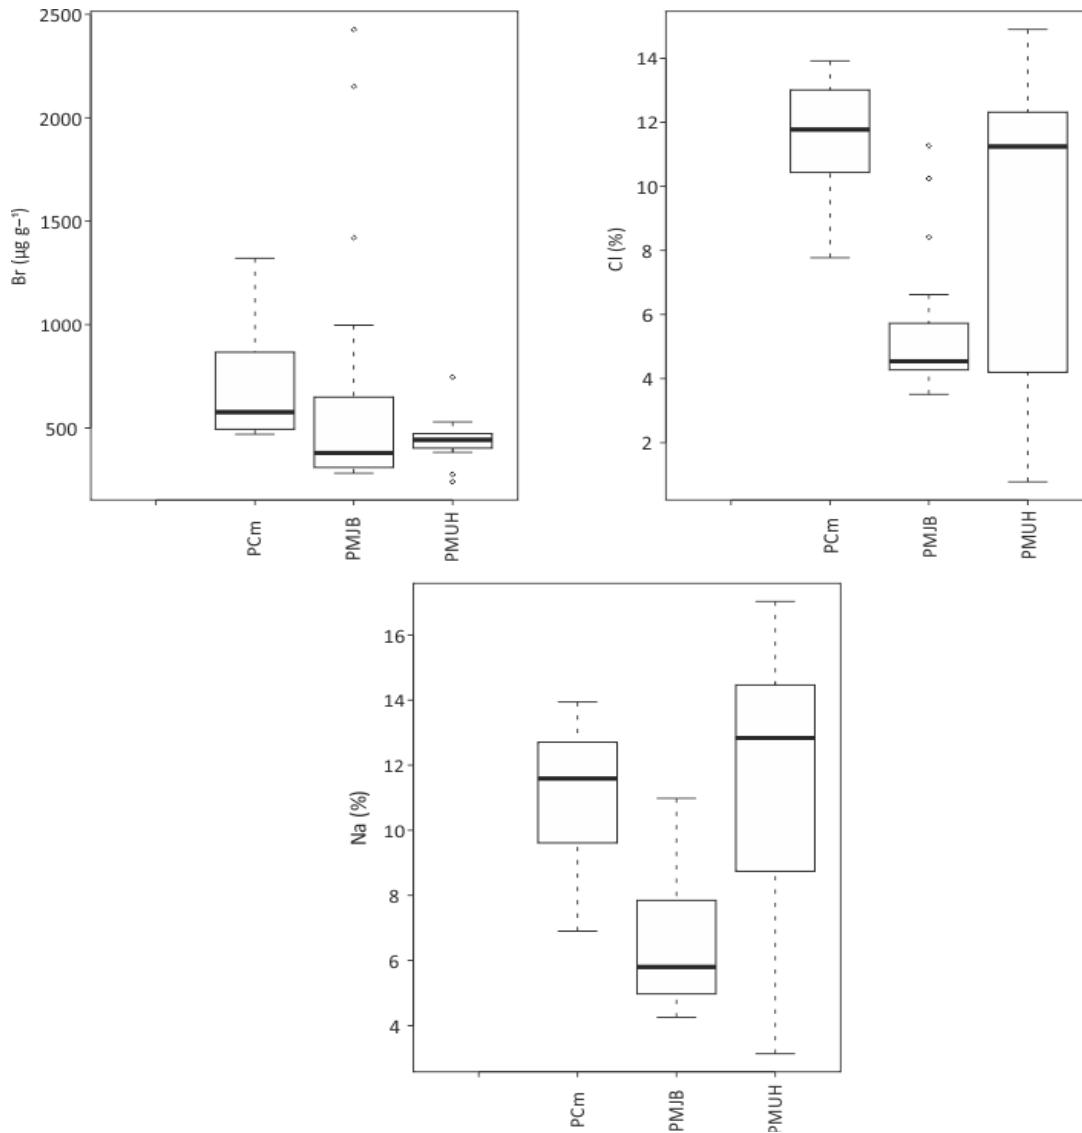 2500
2000
1500
1000
500
Br (µg g⁻¹)
PCm
PMJB
PMUH
14
12
10
8
6
4
2
Cl (%)
PCm
PMJB
PMUH
16
14
12
10
8
6
4
Na (%)
PCm
PMJB
PMUH